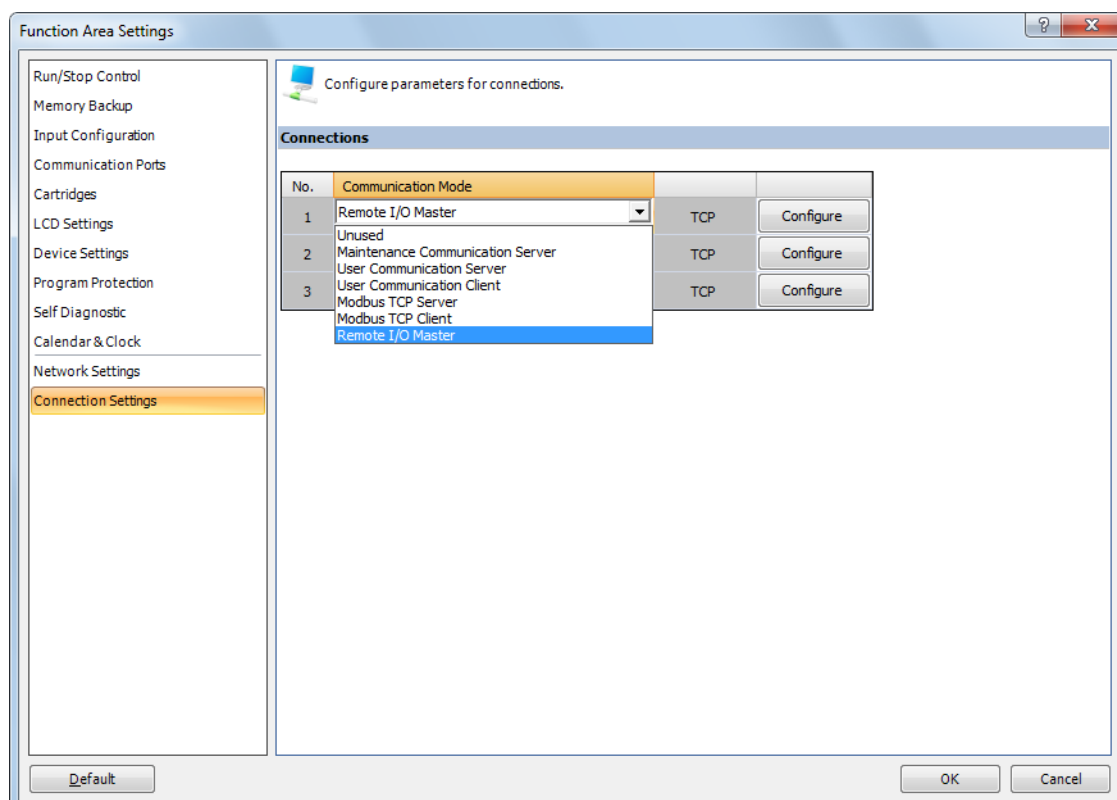 Function Area Settings
Run/Stop Control
Memory Backup
Input Configuration
Communication Ports
Cartridges
LCD Settings
Device Settings
Program Protection
Self Diagnostic
Calendar & Clock
Network Settings
Connection Settings
Configure parameters for connections.
Connections
No. Communication Mode
1 Remote I/O Master TCP Configure
Unused
2 Maintenance Communication Server TCP Configure
User Communication Server
User Communication Client
3 Modbus TCP Server TCP Configure
Modbus TCP Client
Remote I/O Master
Default OK Cancel